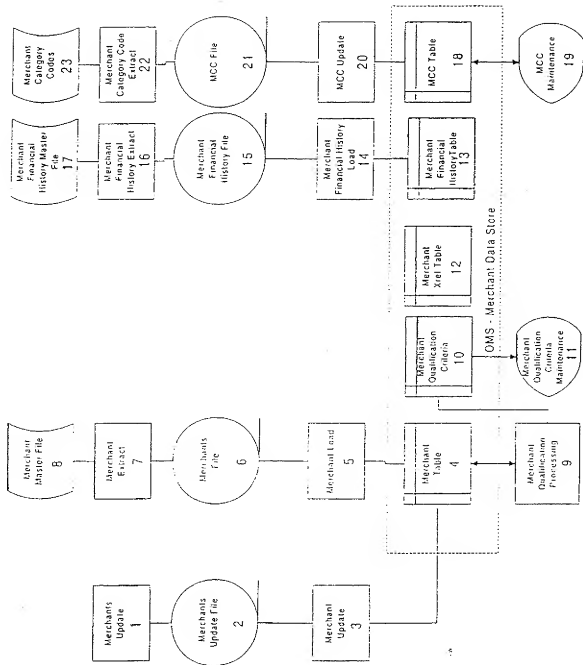 Merchants
Update
1
Merchants
Update File
2
Merchant
Update
3
Merchant
Master File
8
Merchant
Extract
7
Merchants
File
6
Merchant Load
5
Merchant
Table
4
Merchant
Qualification
Processing
9
Merchant
Qualification
Criteria
10
Merchant
Qualification
Criteria
Maintenance
11
Merchant
Xref Table
12
OMS - Merchant Data Store
Merchant
Financial
History Master
File
17
Merchant
Financial
History Extract
16
Merchant
Financial
History File
15
Merchant
Financial History
Load
14
Merchant
Financial
HistoryTable
13
Merchant
Category
Codes
23
Merchant
Category Code
Extract
22
MCC File
21
MCC Update
20
MCC Table
18
MCC
Maintenance
19